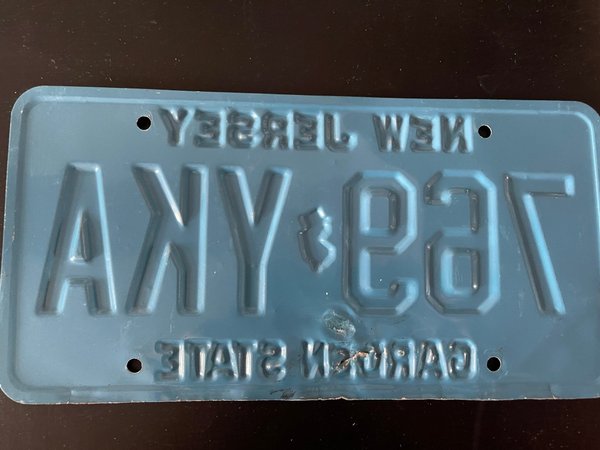 NEW JERSEY
769 YKA
GARDEN STATE